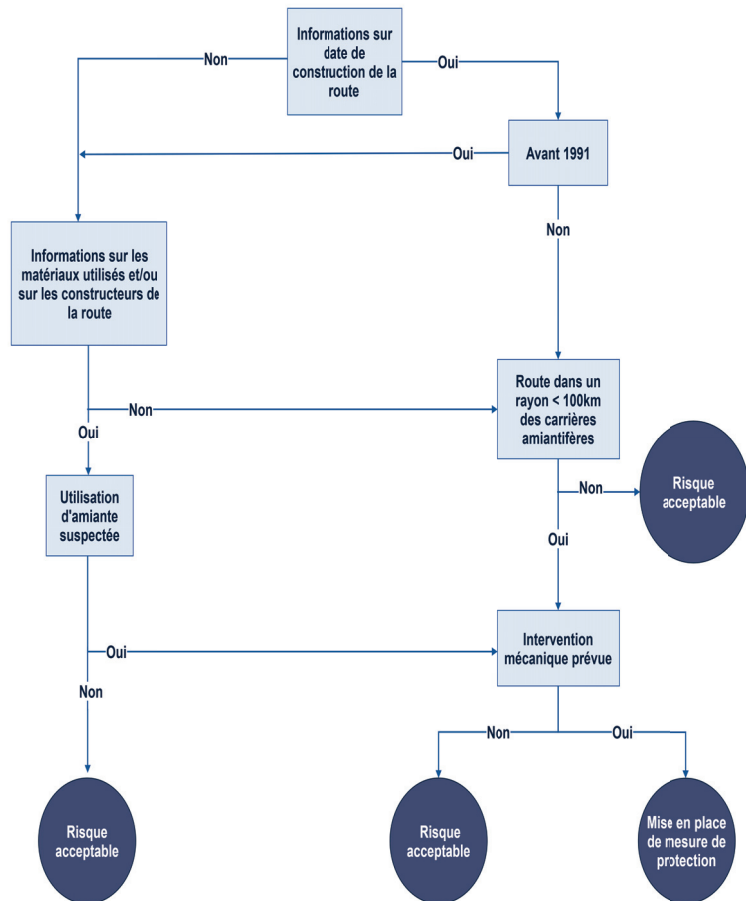 Informations sur
date de
construction de la
route
Non
Oui
Avant 1991
Oui
Non
Informations sur les
matériaux utilisés et/ou
sur les constructeurs de
la route
Route dans un
rayon < 100km
des carrières
amiantifères
Non
Oui
Risque
acceptable
Non
Utilisation
d'amiante
suspectée
Oui
Intervention
mécanique prévue
Oui
Non
Non
Oui
Risque
acceptable
Risque
acceptable
Mise en place
de mesure de
protection